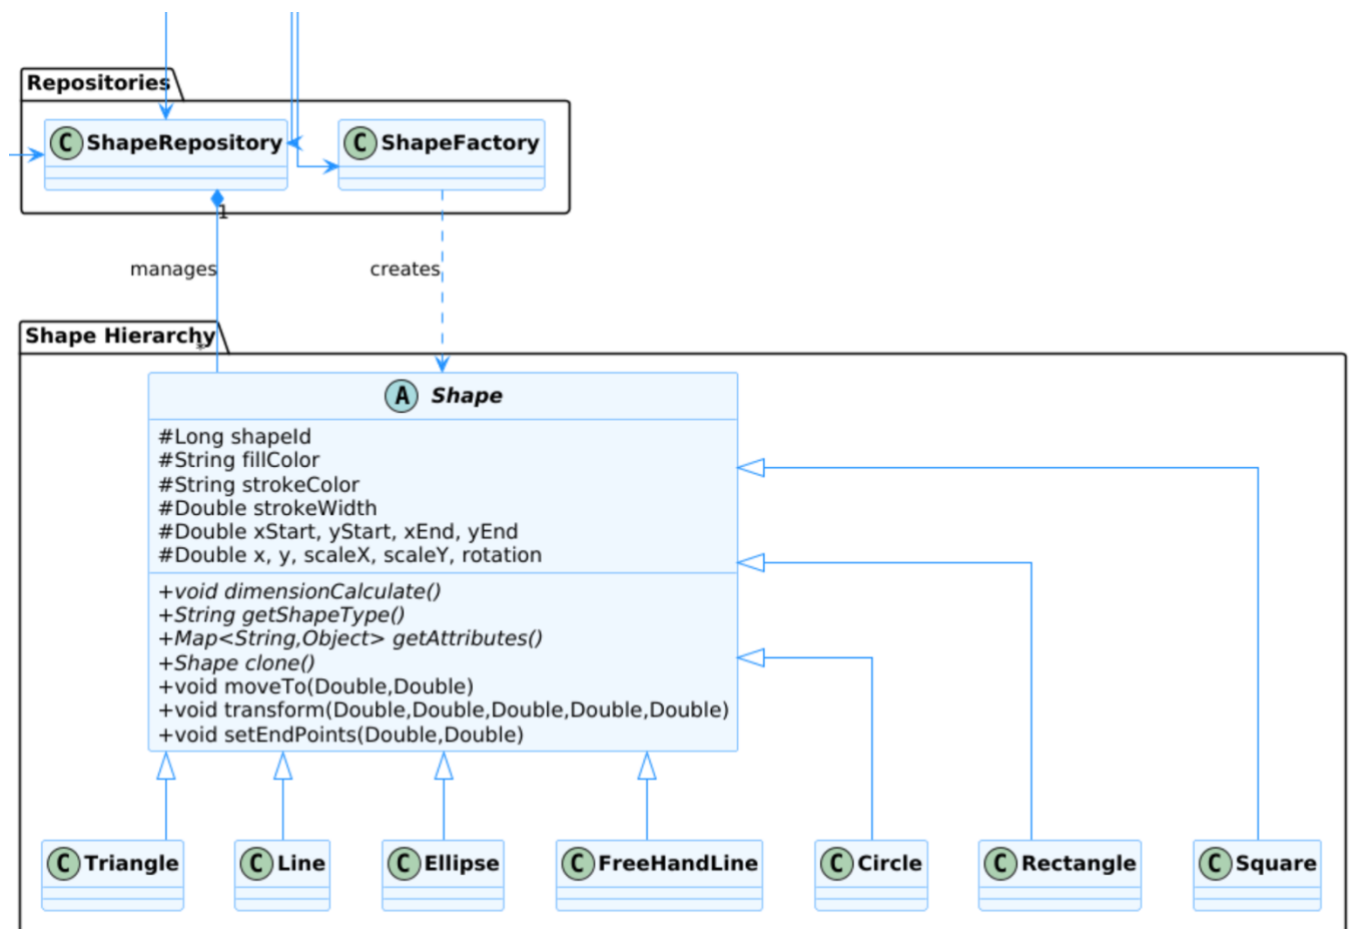 Repositories
C ShapeRepository
C ShapeFactory
1
manages
creates
Shape Hierarchy
*
A Shape
#Long shapeId
#String fillColor
#String strokeColor
#Double strokeWidth
#Double xStart, yStart, xEnd, yEnd
#Double x, y, scaleX, scaleY, rotation
+void dimensionCalculate()
+String getShapeType()
+Map<String,Object> getAttributes()
+Shape clone()
+void moveTo(Double,Double)
+void transform(Double,Double,Double,Double,Double)
+void setEndPoints(Double,Double)
C Triangle
C Line
C Ellipse
C FreeHandLine
C Circle
C Rectangle
C Square